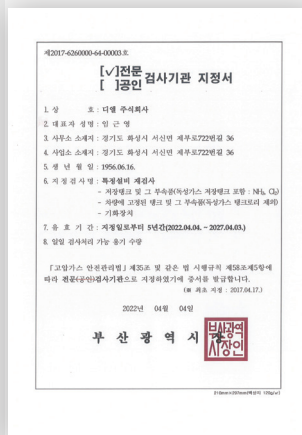 제2017-6260000-64-00003호
[√]전문
[ ]공인 검사기관 지정서
1. 상 호 : 디엘 주식회사
2. 대표자 성명 : 임 근 영
3. 사무소 소재지 : 경기도 화성시 서신면 제부로722번길 36
4. 사업소 소재지 : 경기도 화성시 서신면 제부로722번길 36
5. 생 년 월 일 : 1956.06.16.
6. 지 정 검 사 명 : 특정설비 재검사
- 저장탱크 및 그 부속품(독성가스 저장탱크 포함 : NH₃, Cl₂)
- 차량에 고정된 탱크 및 그 부속품(독성가스 탱크로리 제외)
- 기화장치
7. 유 효 기 간 : 지정일로부터 5년간(2022.04.04. ~ 2027.04.03.)
8. 일일 검사처리 가능 용기 수량
「고압가스 안전관리법」제35조 및 같은 법 시행규칙 제58조제5항에
따라 전문(공인)검사기관으로 지정하였기에 증서를 발급합니다.
(※ 최초 지정 : 2017.04.17.)
2022년 04월 04일
부 산 광 역 시 장
부산광역
시장인
210mm×297mm[백상지 120g/㎡]